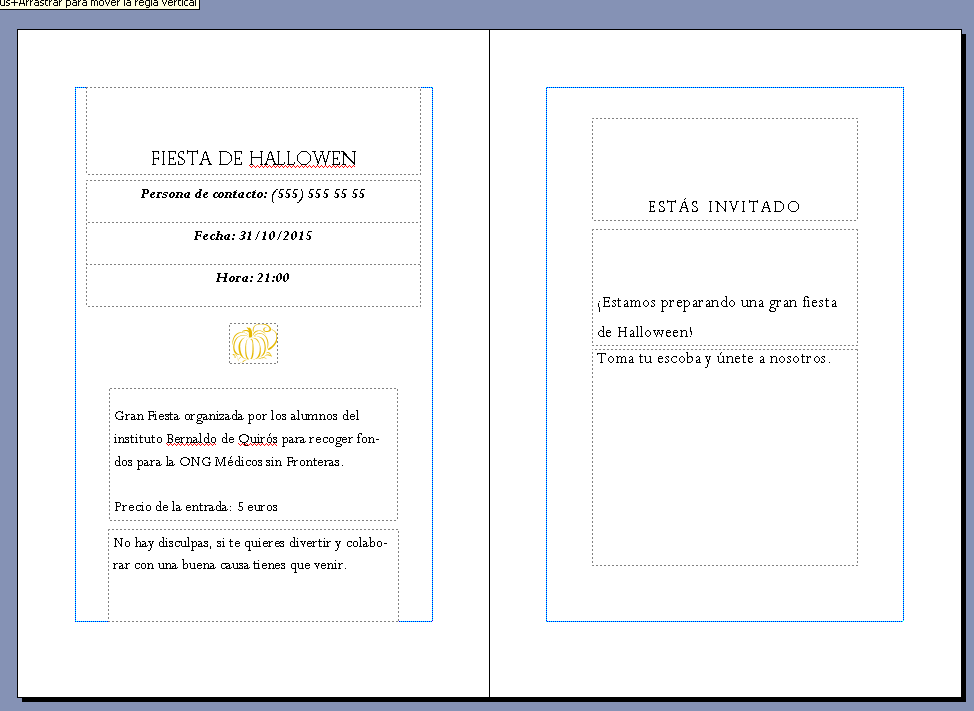 us+Arrastrar para mover la regla vertical
FIESTA DE HALLOWEN
Persona de contacto: (555) 555 55 55
Fecha: 31/10/2015
Hora: 21:00
Gran Fiesta organizada por los alumnos del
instituto Bernaldo de Quirós para recoger fon-
dos para la ONG Médicos sin Fronteras.
Precio de la entrada: 5 euros
No hay disculpas, si te quieres divertir y colabo-
rar con una buena causa tienes que venir.
ESTÁS INVITADO
¡Estamos preparando una gran fiesta
de Halloween!
Toma tu escoba y únete a nosotros.